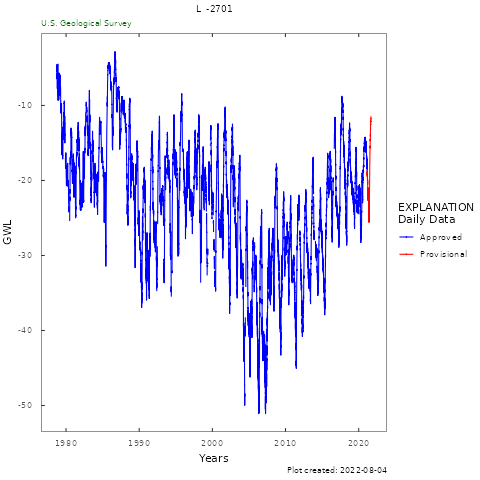 L -2701
U.S. Geological Survey
-10
-20
-30
-40
-50
GWL
1980
1990
2000
2010
2020
Years
EXPLANATION
Daily Data
Approved
Provisional
Plot created: 2022-08-04